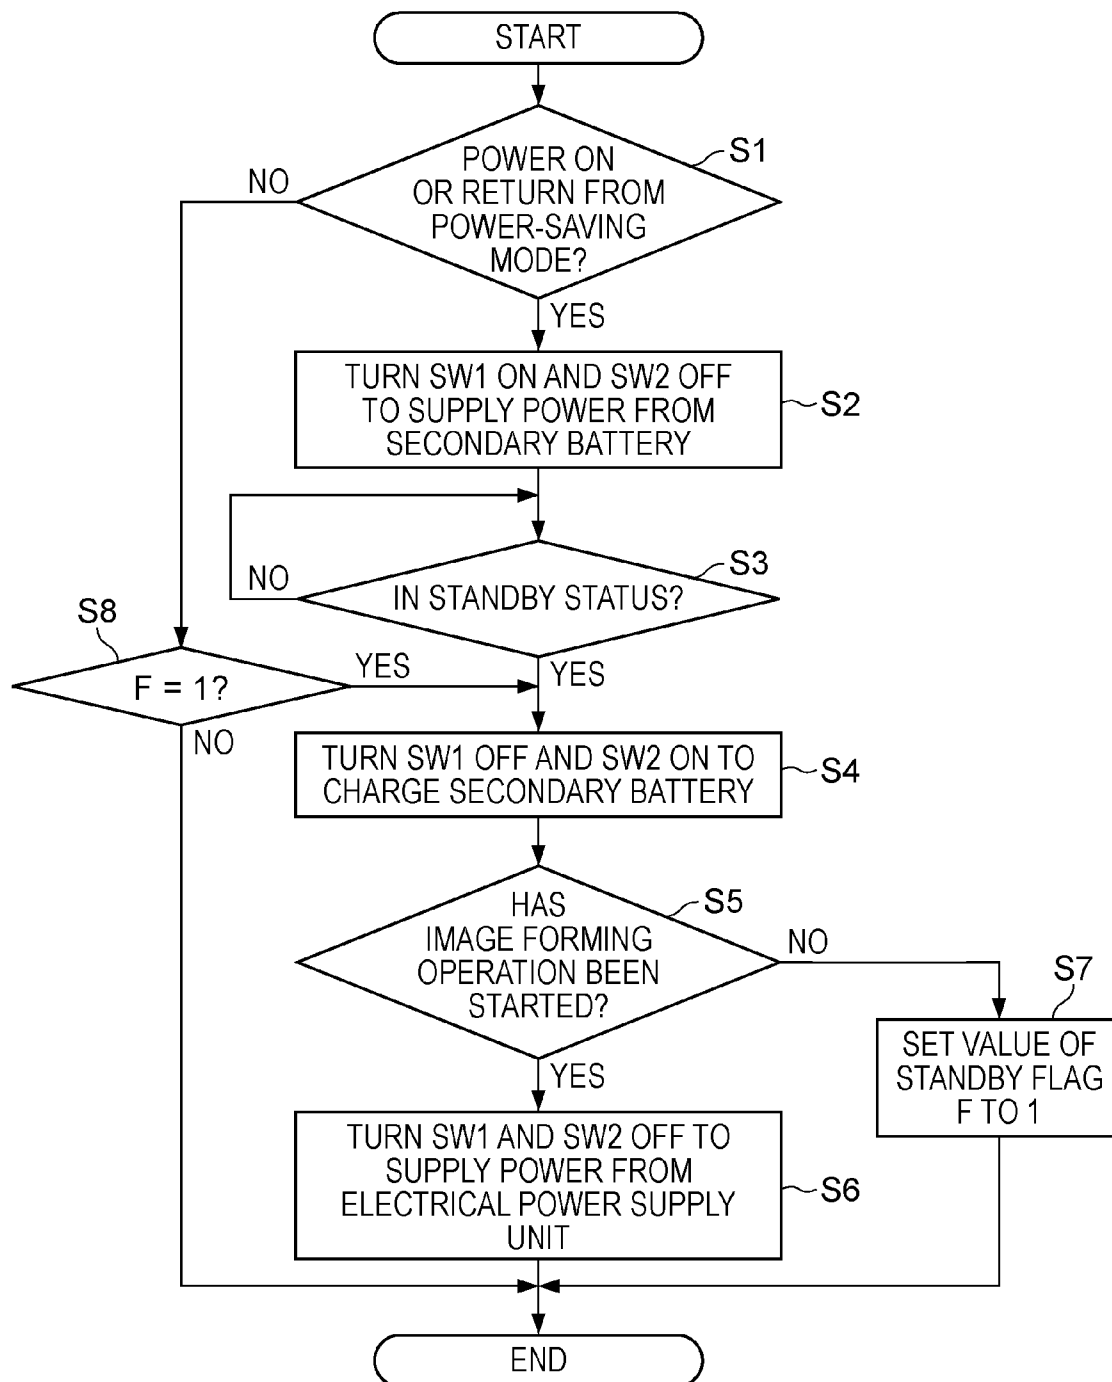 START
POWER ON
OR RETURN FROM
POWER-SAVING
MODE?
S1
NO
YES
TURN SW1 ON AND SW2 OFF
TO SUPPLY POWER FROM
SECONDARY BATTERY
S2
IN STANDBY STATUS?
S3
NO
YES
S8
F = 1?
YES
NO
TURN SW1 OFF AND SW2 ON TO
CHARGE SECONDARY BATTERY
S4
HAS
IMAGE FORMING
OPERATION BEEN
STARTED?
S5
NO
YES
S7
SET VALUE OF
STANDBY FLAG
F TO 1
TURN SW1 AND SW2 OFF TO
SUPPLY POWER FROM
ELECTRICAL POWER SUPPLY
UNIT
S6
END